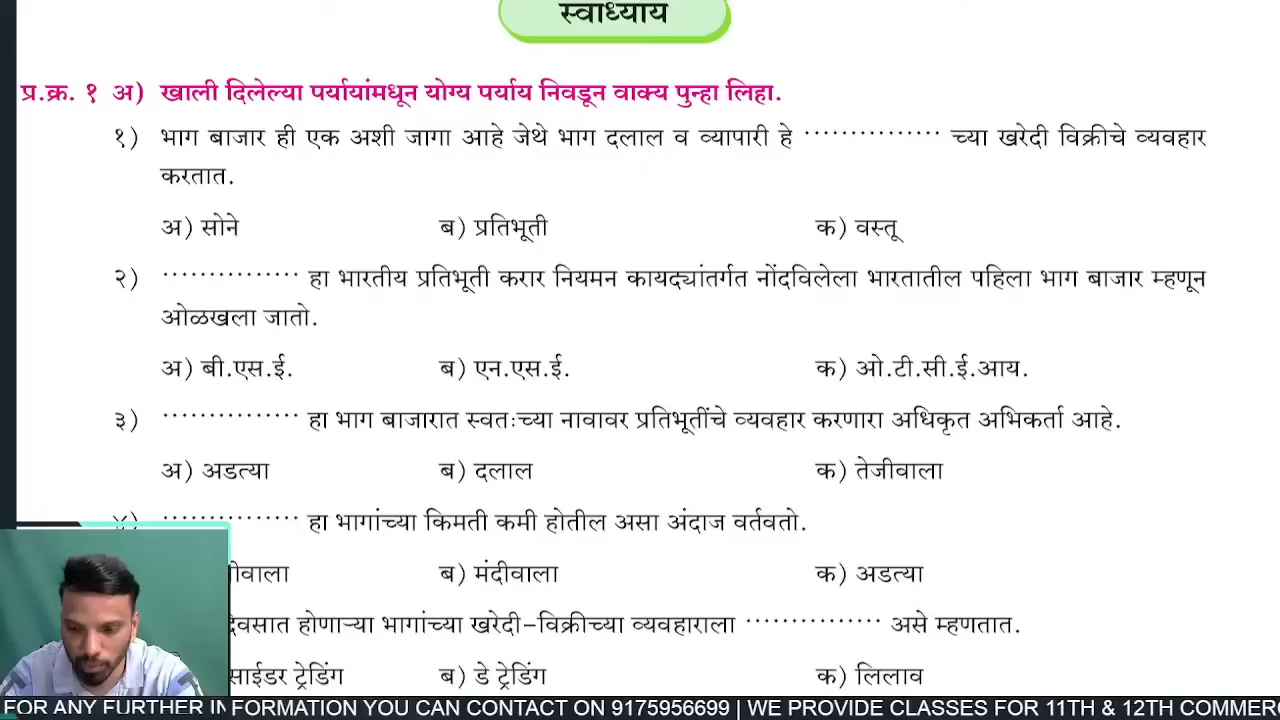 स्वाध्याय
प्र.क्र. १ अ) खाली दिलेल्या पर्यायांमधून योग्य पर्याय निवडून वाक्य पुन्हा लिहा.
१) भाग बाजार ही एक अशी जागा आहे जेथे भाग दलाल व व्यापारी हे ............... च्या खरेदी विक्रीचे व्यवहार
करतात.
अ) सोने ब) प्रतिभूती क) वस्तू
२) ............... हा भारतीय प्रतिभूती करार नियमन कायद्यांतर्गत नोंदविलेला भारतातील पहिला भाग बाजार म्हणून
ओळखला जातो.
अ) बी.एस.ई. ब) एन.एस.ई. क) ओ.टी.सी.ई.आय.
३) ............... हा भाग बाजारात स्वतःच्या नावावर प्रतिभूतींचे व्यवहार करणारा अधिकृत अभिकर्ता आहे.
अ) अडत्या ब) दलाल क) तेजीवाला
४) ............... हा भागांच्या किमती कमी होतील असा अंदाज वर्तवतो.
ब) मंदीवाला क) अडत्या
होणाऱ्या भागांच्या खरेदी-विक्रीच्या व्यवहाराला ............... असे म्हणतात.
साईडर ट्रेडिंग ब) डे ट्रेडिंग क) लिलाव
FOR ANY FURTHER INFORMATION YOU CAN CONTACT ON 9175956699 | WE PROVIDE CLASSES FOR 11TH & 12TH COMMERC